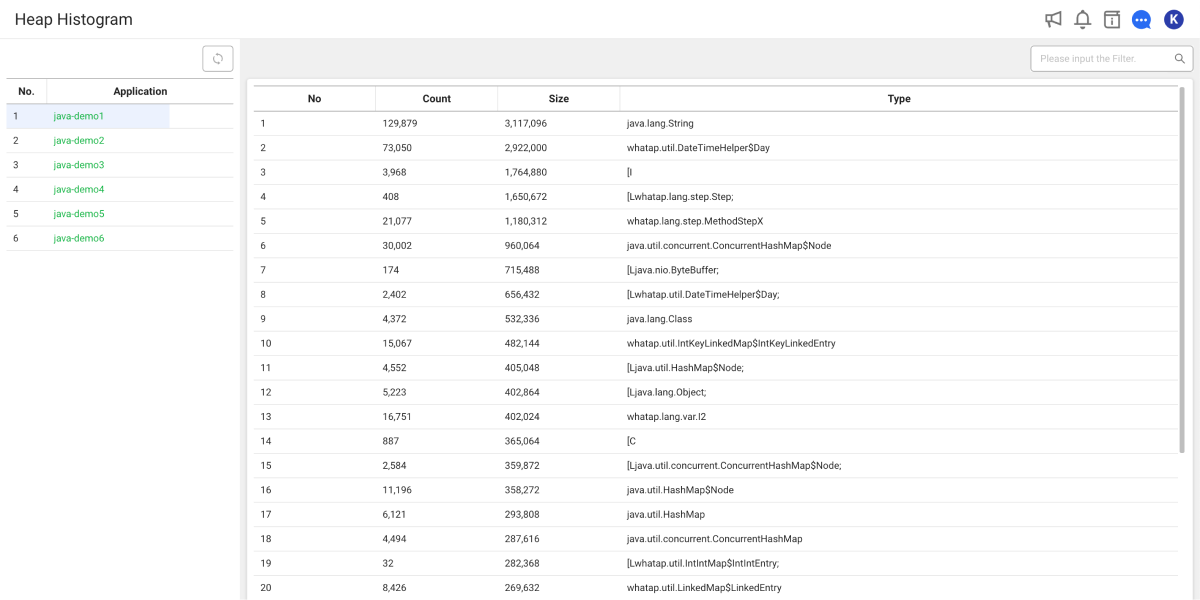 Heap Histogram
K
Please input the Filter.
No. Application
1 java-demo1
2 java-demo2
3 java-demo3
4 java-demo4
5 java-demo5
6 java-demo6
No Count Size Type
1 129,879 3,117,096 java.lang.String
2 73,050 2,922,000 whatap.util.DateTimeHelper$Day
3 3,968 1,764,880 [I
4 408 1,650,672 [Lwhatap.lang.step.Step;
5 21,077 1,180,312 whatap.lang.step.MethodStepX
6 30,002 960,064 java.util.concurrent.ConcurrentHashMap$Node
7 174 715,488 [Ljava.nio.ByteBuffer;
8 2,402 656,432 [Lwhatap.util.DateTimeHelper$Day;
9 4,372 532,336 java.lang.Class
10 15,067 482,144 whatap.util.IntKeyLinkedMap$IntKeyLinkedEntry
11 4,552 405,048 [Ljava.util.HashMap$Node;
12 5,223 402,864 [Ljava.lang.Object;
13 16,751 402,024 whatap.lang.var.I2
14 887 365,064 [C
15 2,584 359,872 [Ljava.util.concurrent.ConcurrentHashMap$Node;
16 11,196 358,272 java.util.HashMap$Node
17 6,121 293,808 java.util.HashMap
18 4,494 287,616 java.util.concurrent.ConcurrentHashMap
19 32 282,368 [Lwhatap.util.IntIntMap$IntIntEntry;
20 8,426 269,632 whatap.util.LinkedMap$LinkedEntry